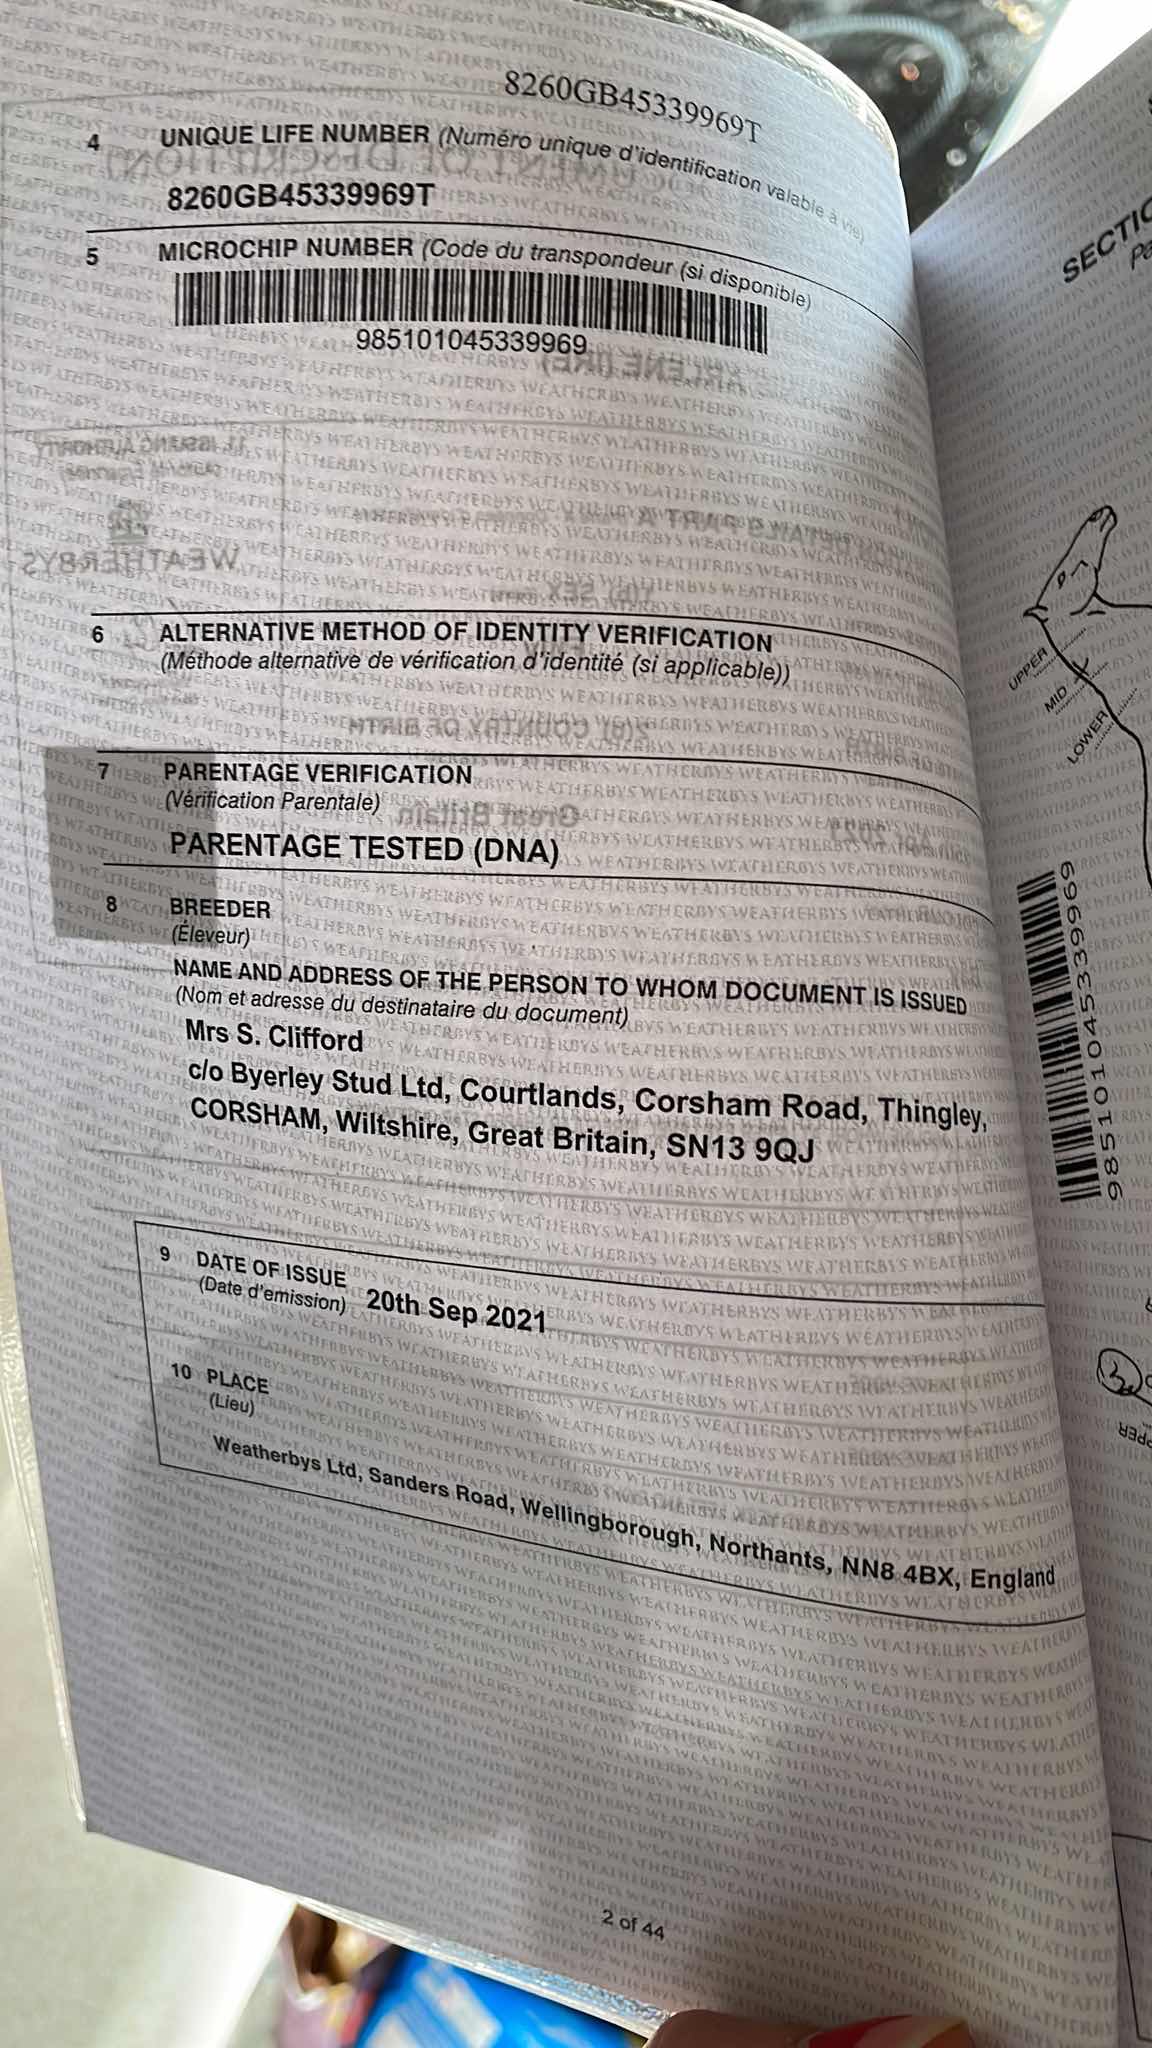 8260GB45339969T
4 UNIQUE LIFE NUMBER (Numéro unique d'identification valable à vie)
8260GB45339969T
5 MICROCHIP NUMBER (Code du transpondeur (si disponible)
985101045339969
6 ALTERNATIVE METHOD OF IDENTITY VERIFICATION
(Méthode alternative de vérification d'identité (si applicable))
7 PARENTAGE VERIFICATION
(Vérification Parentale)
PARENTAGE TESTED (DNA)
8 BREEDER
(Éleveur)
NAME AND ADDRESS OF THE PERSON TO WHOM DOCUMENT IS ISSUED
(Nom et adresse du destinataire du document)
Mrs S. Clifford
c/o Byerley Stud Ltd, Courtlands, Corsham Road, Thingley,
CORSHAM, Wiltshire, Great Britain, SN13 9QJ
9 DATE OF ISSUE
(Date d'emission) 20th Sep 2021
10 PLACE
(Lieu)
Weatherbys Ltd, Sanders Road, Wellingborough, Northants, NN8 4BX, England
2 of 44
UPPER
MID
LOWER
985101045339969